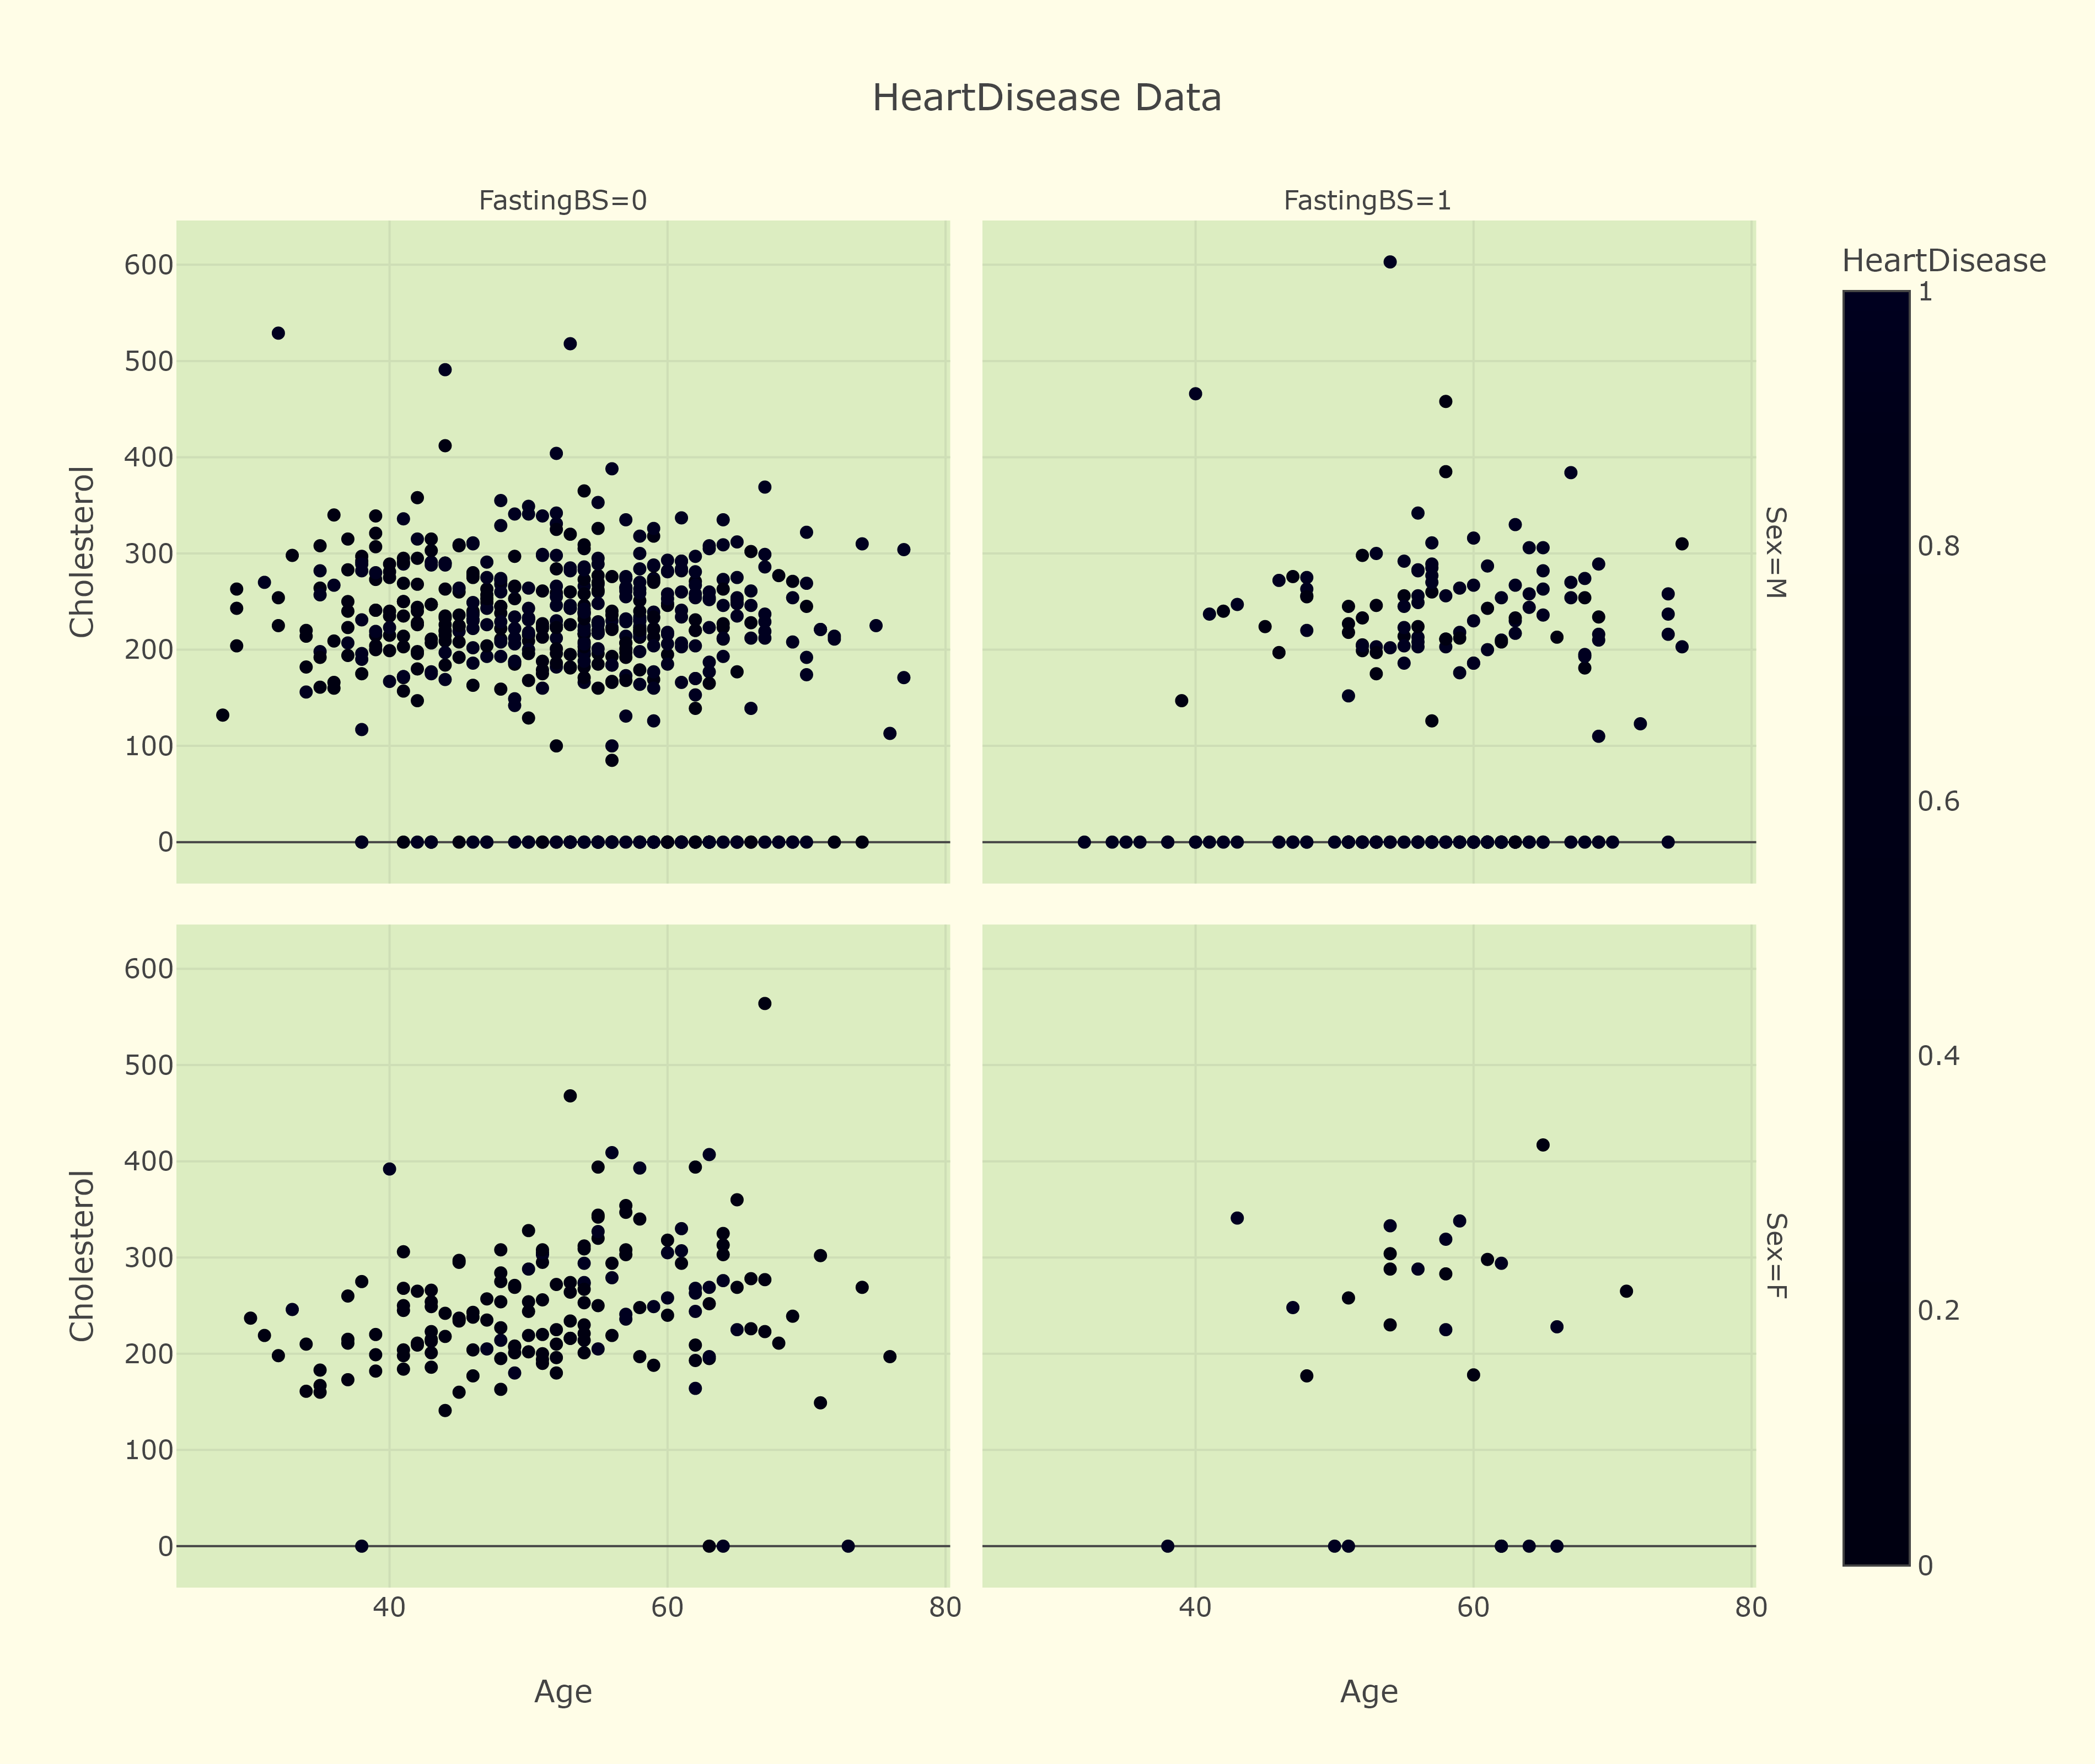 HeartDisease Data
FastingBS=0
FastingBS=1
HeartDisease
Cholesterol
600
500
400
300
200
100
0
Sex=M
Cholesterol
600
500
400
300
200
100
0
Sex=F
1
0.8
0.6
0.4
0.2
0
40
60
80
40
60
80
Age
Age